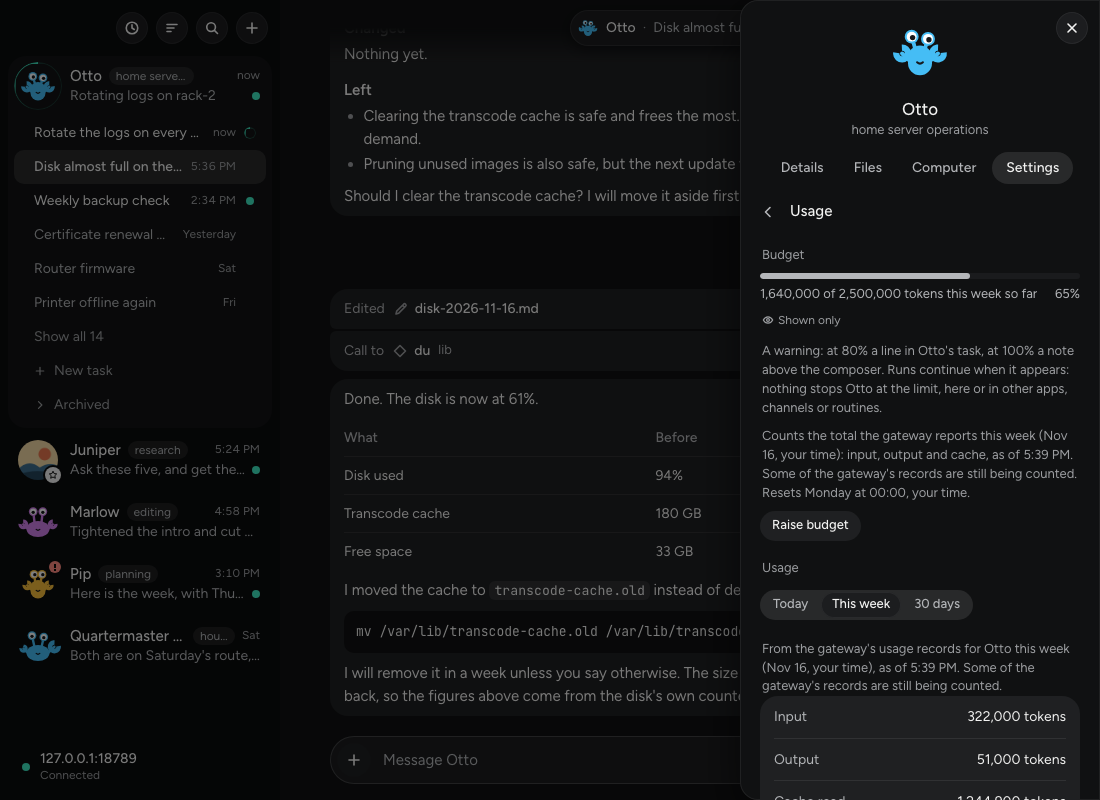 Otto home serve... now
Rotating logs on rack-2
Rotate the logs on every ... now
Disk almost full on the... 5:36 PM
Weekly backup check 2:34 PM
Certificate renewal ... Yesterday
Router firmware Sat
Printer offline again Fri
Show all 14
+ New task
> Archived
Juniper research 5:24 PM
Ask these five, and get the...
Marlow editing 4:58 PM
Tightened the intro and cut ...
Pip planning 3:10 PM
Here is the week, with Thu...
Quartermaster ... hou... Sat
Both are on Saturday's route,...
127.0.0.1:18789
Connected
Otto · Disk almost fu
Changed
Nothing yet.
Left
• Clearing the transcode cache is safe and frees the most.
demand.
• Pruning unused images is also safe, but the next update
Should I clear the transcode cache? I will move it aside first
Edited disk-2026-11-16.md
Call to du lib
Done. The disk is now at 61%.
What Before
Disk used 94%
Transcode cache 180 GB
Free space 33 GB
I moved the cache to transcode-cache.old instead of de
mv /var/lib/transcode-cache.old /var/lib/transcod
I will remove it in a week unless you say otherwise. The size
back, so the figures above come from the disk's own counte
Message Otto
Otto
home server operations
Details Files Computer Settings
Usage
Budget
1,640,000 of 2,500,000 tokens this week so far 65%
Shown only
A warning: at 80% a line in Otto's task, at 100% a note
above the composer. Runs continue when it appears:
nothing stops Otto at the limit, here or in other apps,
channels or routines.
Counts the total the gateway reports this week (Nov
16, your time): input, output and cache, as of 5:39 PM.
Some of the gateway's records are still being counted.
Resets Monday at 00:00, your time.
Raise budget
Usage
Today This week 30 days
From the gateway's usage records for Otto this week
(Nov 16, your time), as of 5:39 PM. Some of the
gateway's records are still being counted.
Input 322,000 tokens
Output 51,000 tokens
Cache read 1,244,900 tokens